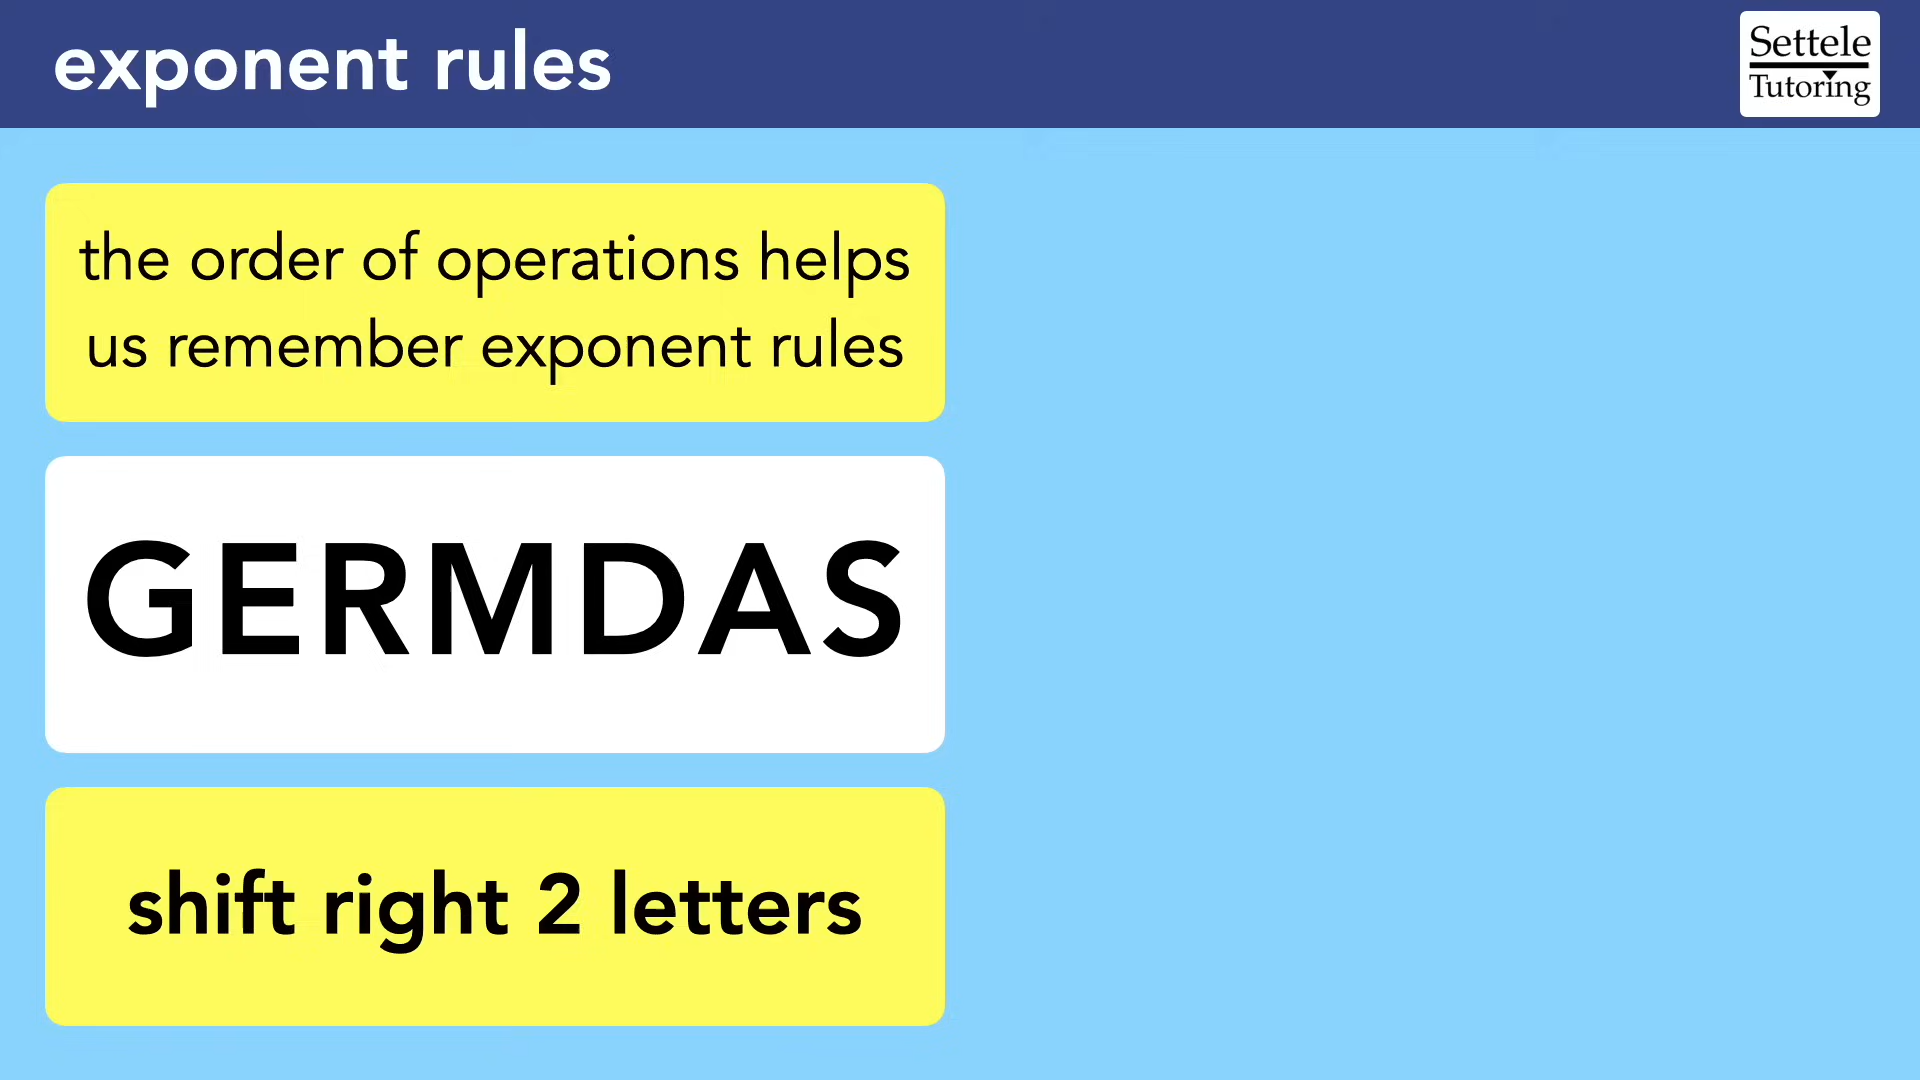 exponent rules
Settele
Tutoring
the order of operations helps
us remember exponent rules
GERMDAS
shift right 2 letters